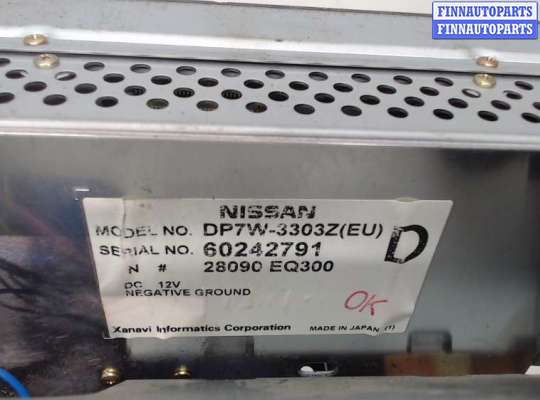 FINNAUTOPARTS
FINNAUTOPARTS
NISSAN
MODEL NO. DP7W-3303Z(EU)
SERIAL NO. 60242791
N # 28090 EQ300
D
DC 12V
NEGATIVE GROUND
OK
Xanavi Informatics Corporation MADE IN JAPAN (1)